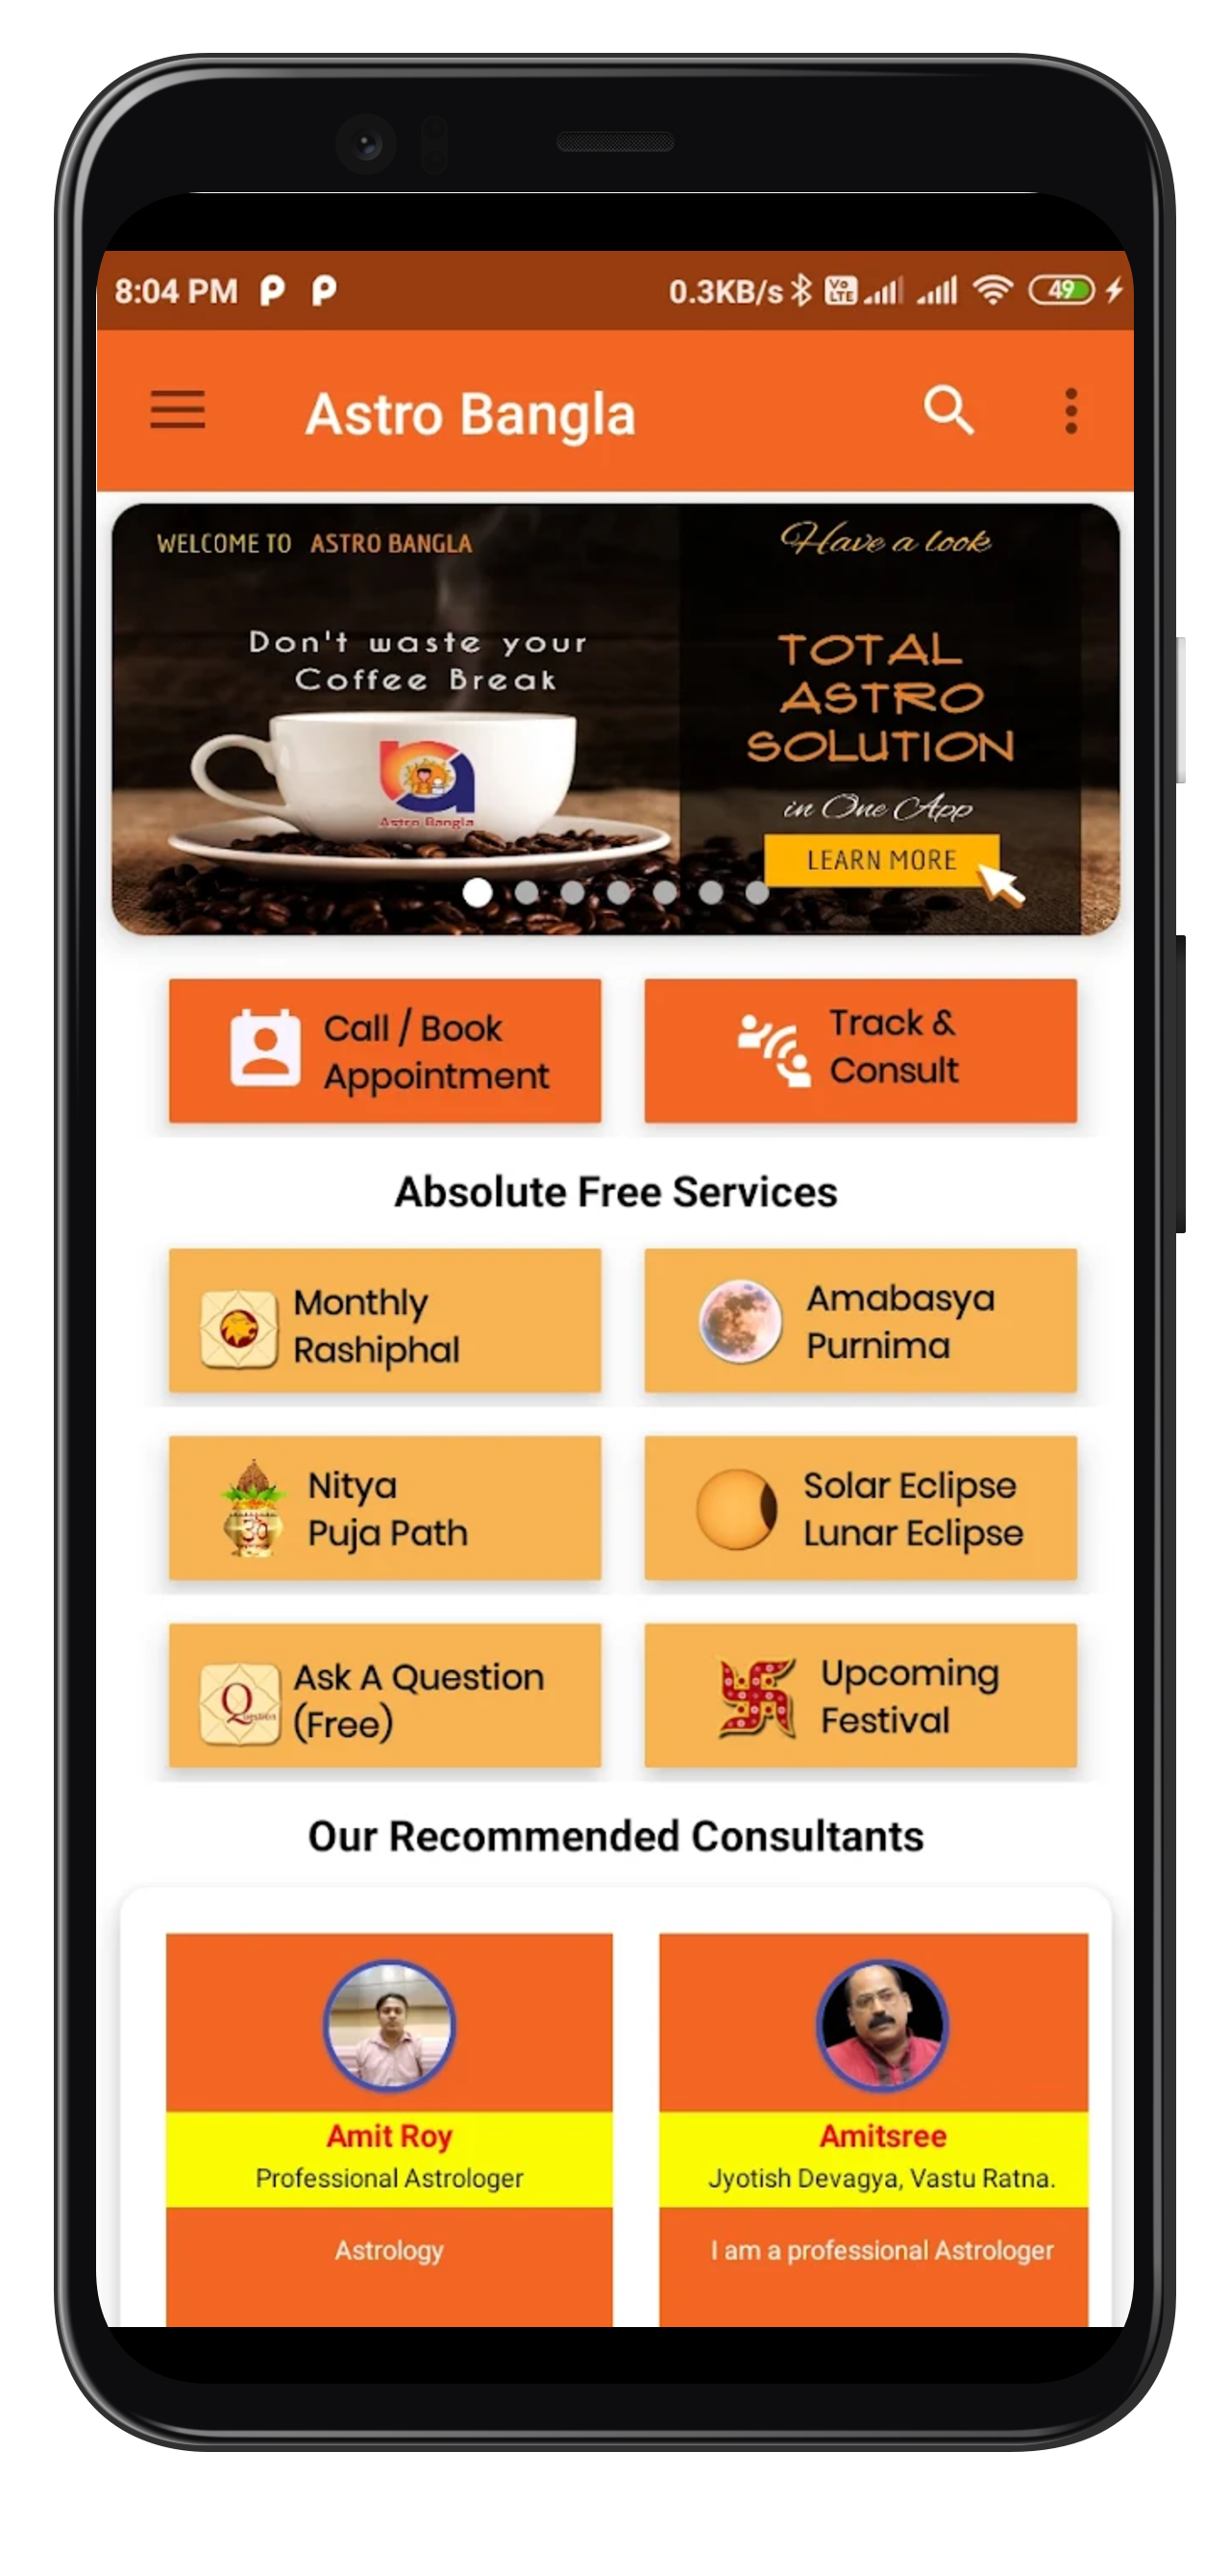 8:04 PM
0.3KB/s
Vo LTE
49
Astro Bangla
WELCOME TO ASTRO BANGLA
Have a look
Don't waste your
Coffee Break
TOTAL
ASTRO
SOLUTION
in One App
Astro Bangla
LEARN MORE
Call / Book
Appointment
Track &
Consult
Absolute Free Services
Monthly
Rashiphal
Amabasya
Purnima
Nitya
Puja Path
Solar Eclipse
Lunar Eclipse
Ask A Question
(Free)
Question
Upcoming
Festival
Our Recommended Consultants
Amit Roy
Professional Astrologer
Astrology
Amitsree
Jyotish Devagya, Vastu Ratna.
I am a professional Astrologer